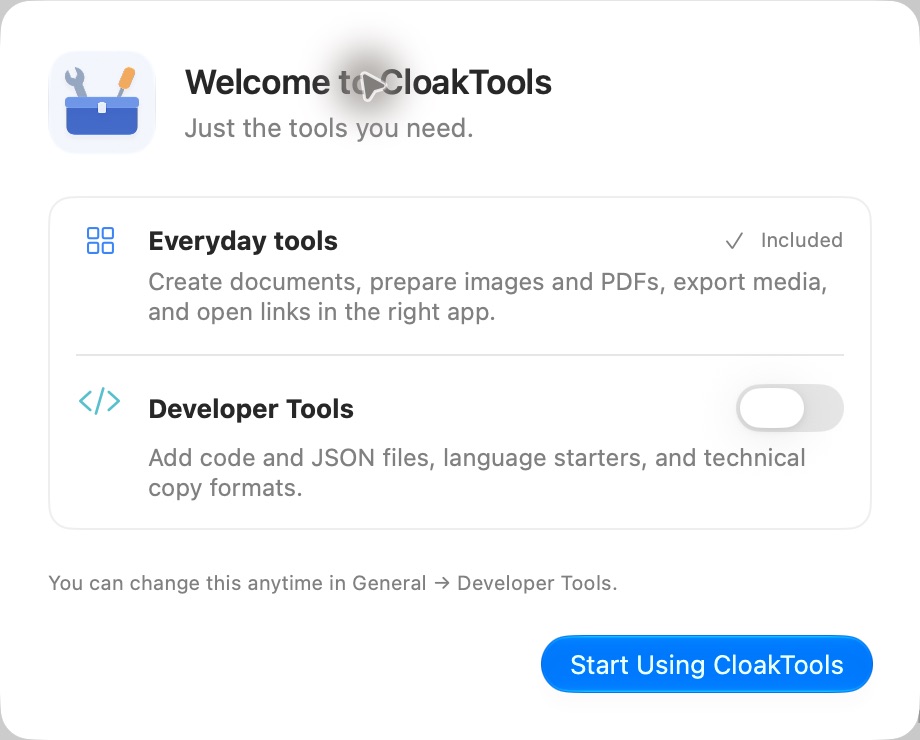 Welcome to CloakTools
Just the tools you need.
Everyday tools
Included
Create documents, prepare images and PDFs, export media,
and open links in the right app.
Developer Tools
Add code and JSON files, language starters, and technical
copy formats.
You can change this anytime in General → Developer Tools.
Start Using CloakTools